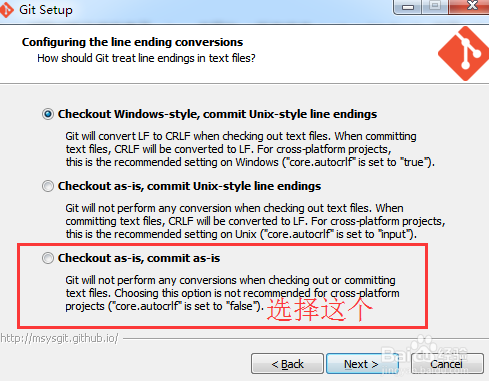 Git Setup
Configuring the line ending conversions
How should Git treat line endings in text files?
Checkout Windows-style, commit Unix-style line endings
Git will convert LF to CRLF when checking out text files. When committing
text files, CRLF will be converted to LF. For cross-platform projects,
this is the recommended setting on Windows ("core.autocrlf" is set to "true").
Checkout as-is, commit Unix-style line endings
Git will not perform any conversion when checking out text files. When
committing text files, CRLF will be converted to LF. For cross-platform projects,
this is the recommended setting on Unix ("core.autocrlf" is set to "input").
Checkout as-is, commit as-is
Git will not perform any conversions when checking out or committing
text files. Choosing this option is not recommended for cross-platform
projects ("core.autocrlf" is set to "false").
选择这个
http://msysgit.github.io/
< Back
Next >
Cancel